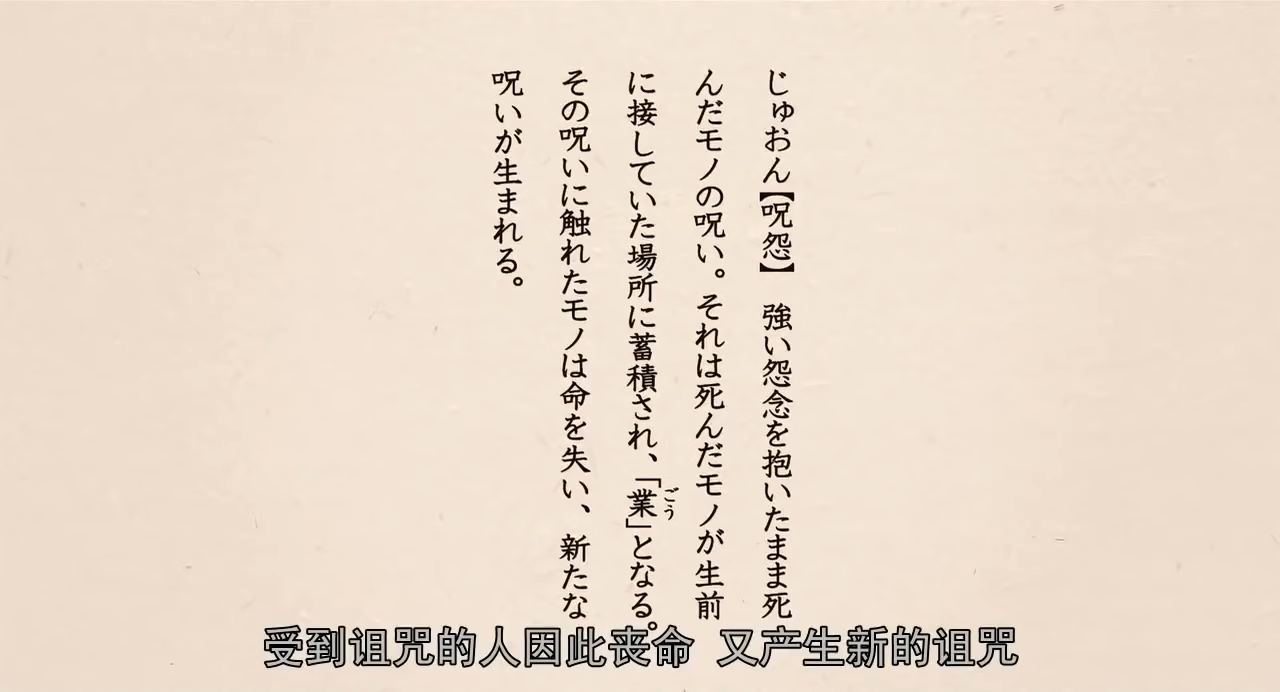 じゅおん【呪怨】　強い怨念を抱いたまま死
んだモノの呪い。それは死んだモノが生前
に接していた場所に蓄積され、「業」となる。
ごう
その呪いに触れたモノは命を失い、新たな
呪いが生まれる。
受到诅咒的人因此丧命 又产生新的诅咒